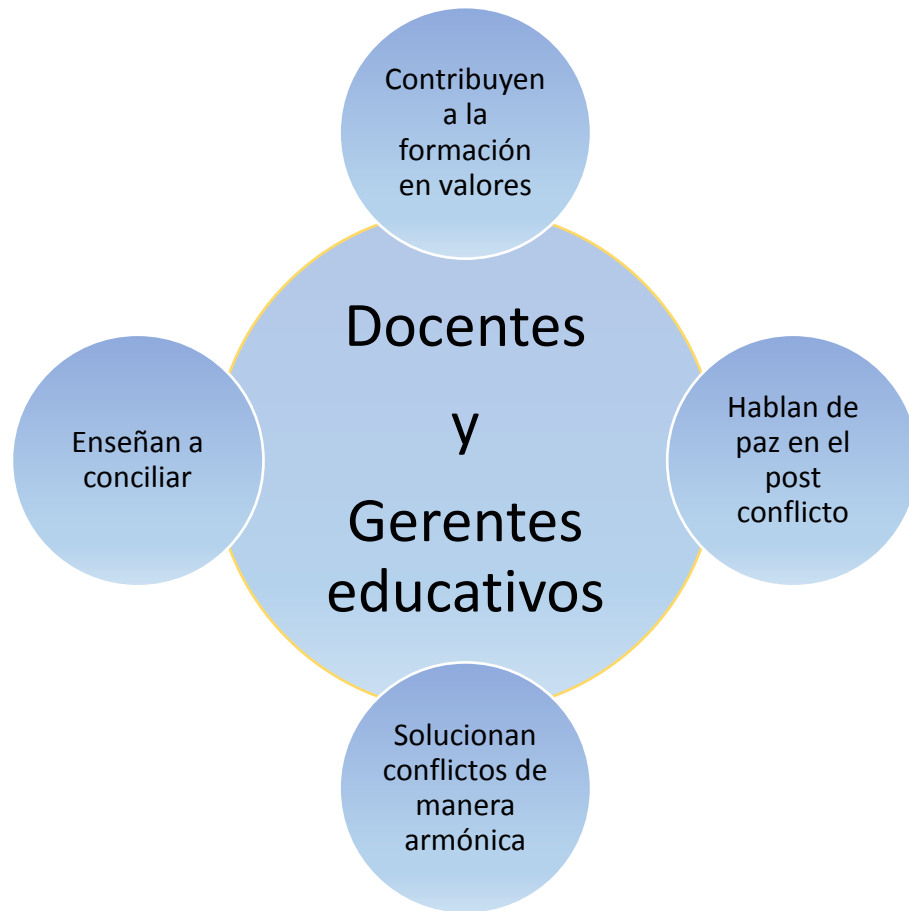 Contribuyen
a la
formación
en valores
Docentes
y
Gerentes
educativos
Enseñan a
conciliar
Hablan de
paz en el
post
conflicto
Solucionan
conflictos de
manera
armónica